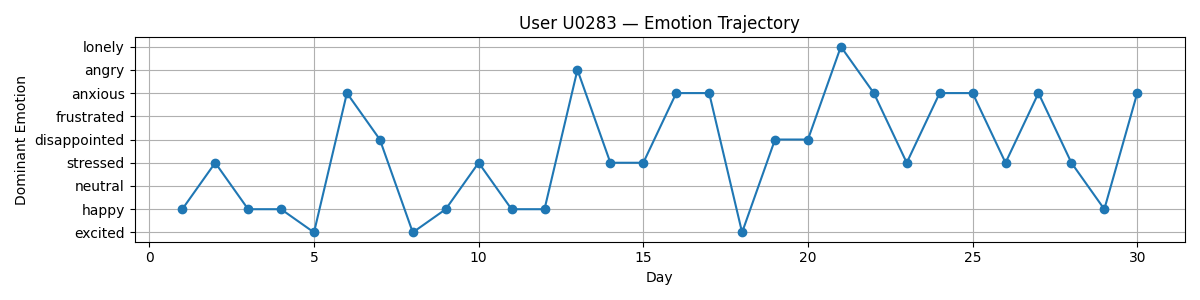 User U0283 — Emotion Trajectory
Dominant Emotion
lonely
angry
anxious
frustrated
disappointed
stressed
neutral
happy
excited
0 5 10 15 20 25 30
Day